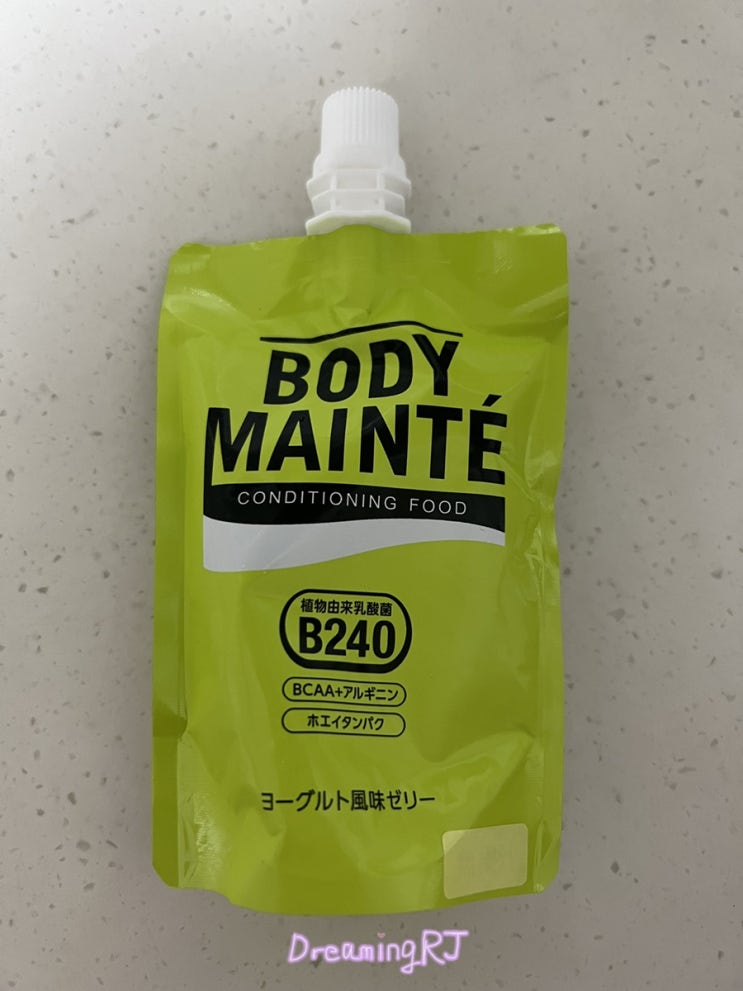 BODY
MAINTÉ
CONDITIONING FOOD
植物由来乳酸菌
B240
BCAA+アルギニン
ホエイタンパク
ヨーグルト風味ゼリー
DreamingRJ